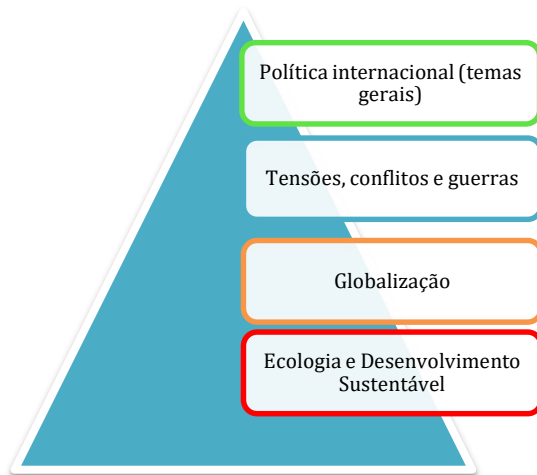 Política internacional (temas
gerais)
Tensões, conflitos e guerras
Globalização
Ecologia e Desenvolvimento
Sustentável